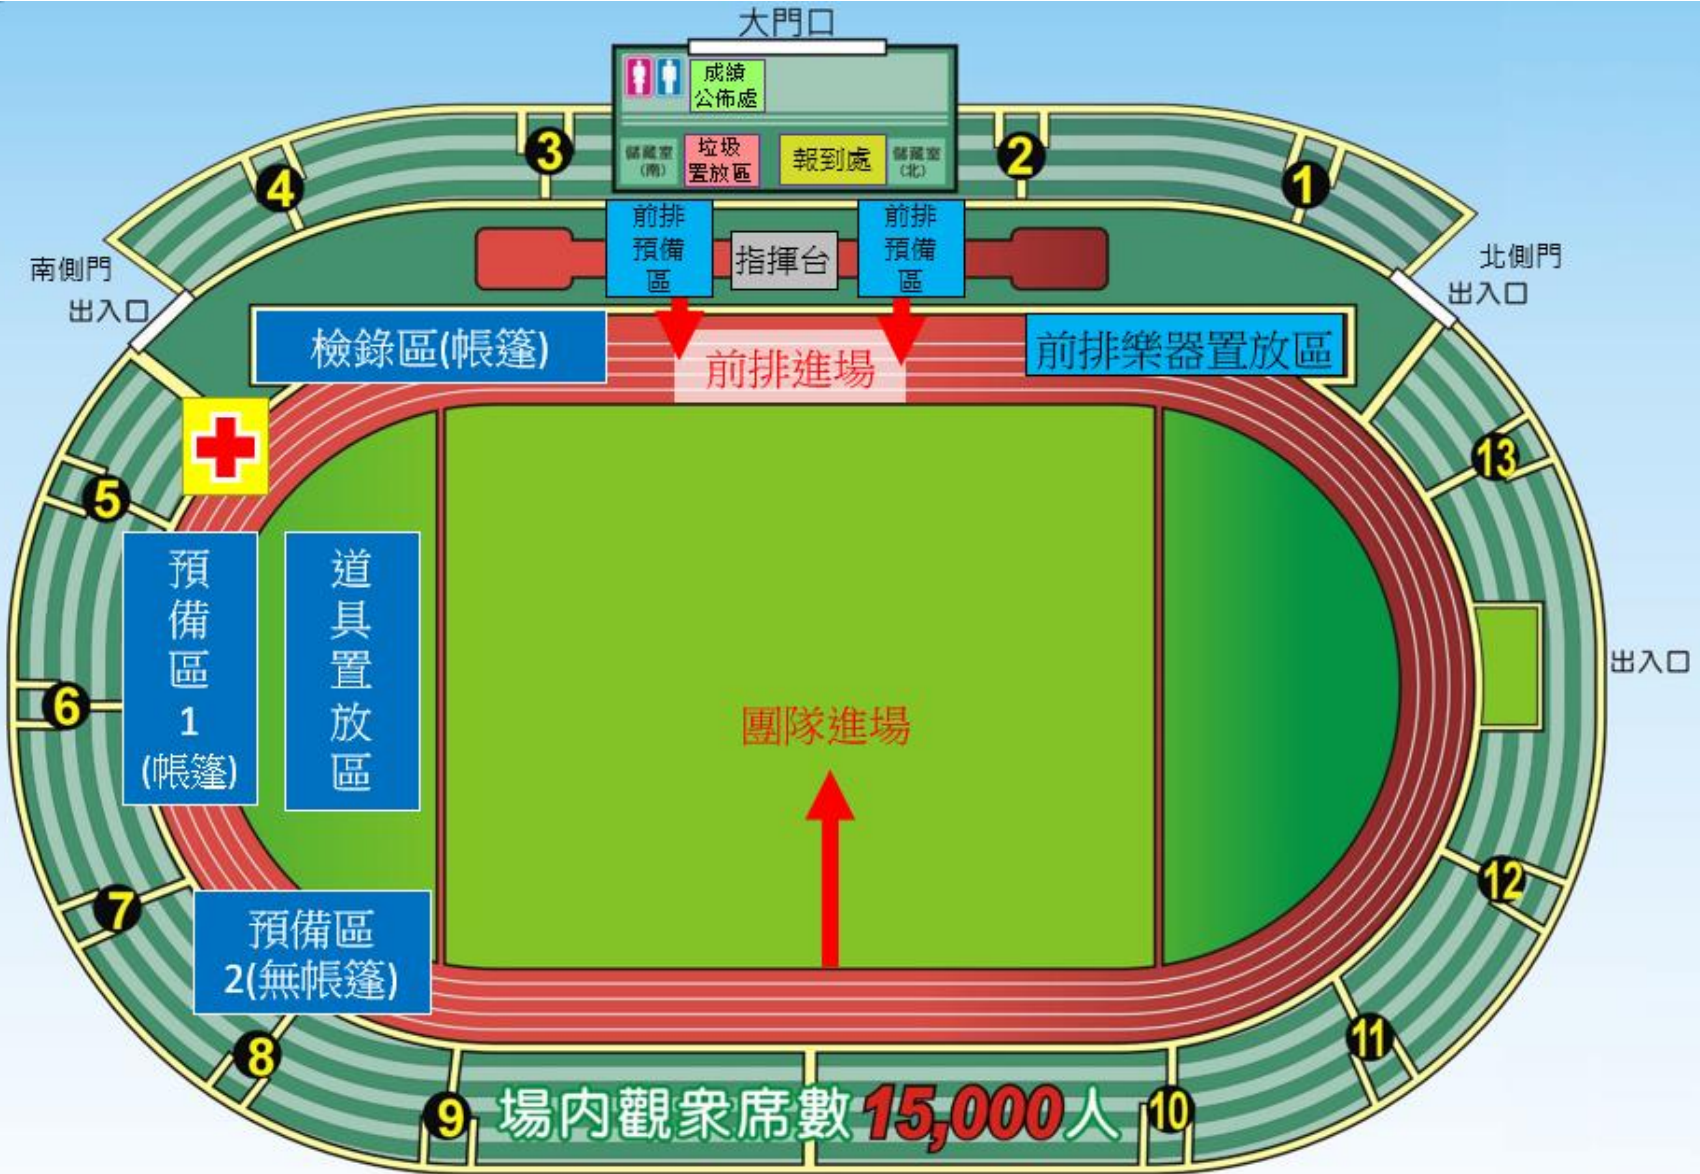 大門口
成績
公佈處
儲藏室
(南)
垃圾
置放區
報到處
儲藏室
(北)
3
2
4
1
前排
預備
區
指揮台
前排
預備
區
南側門
出入口
北側門
出入口
檢錄區(帳篷)
前排進場
前排樂器置放區
13
5
預
備
區
1
(帳篷)
道
具
置
放
區
6
出入口
團隊進場
7
12
預備區
2(無帳篷)
8
11
9
場內觀衆席數15,000人
10